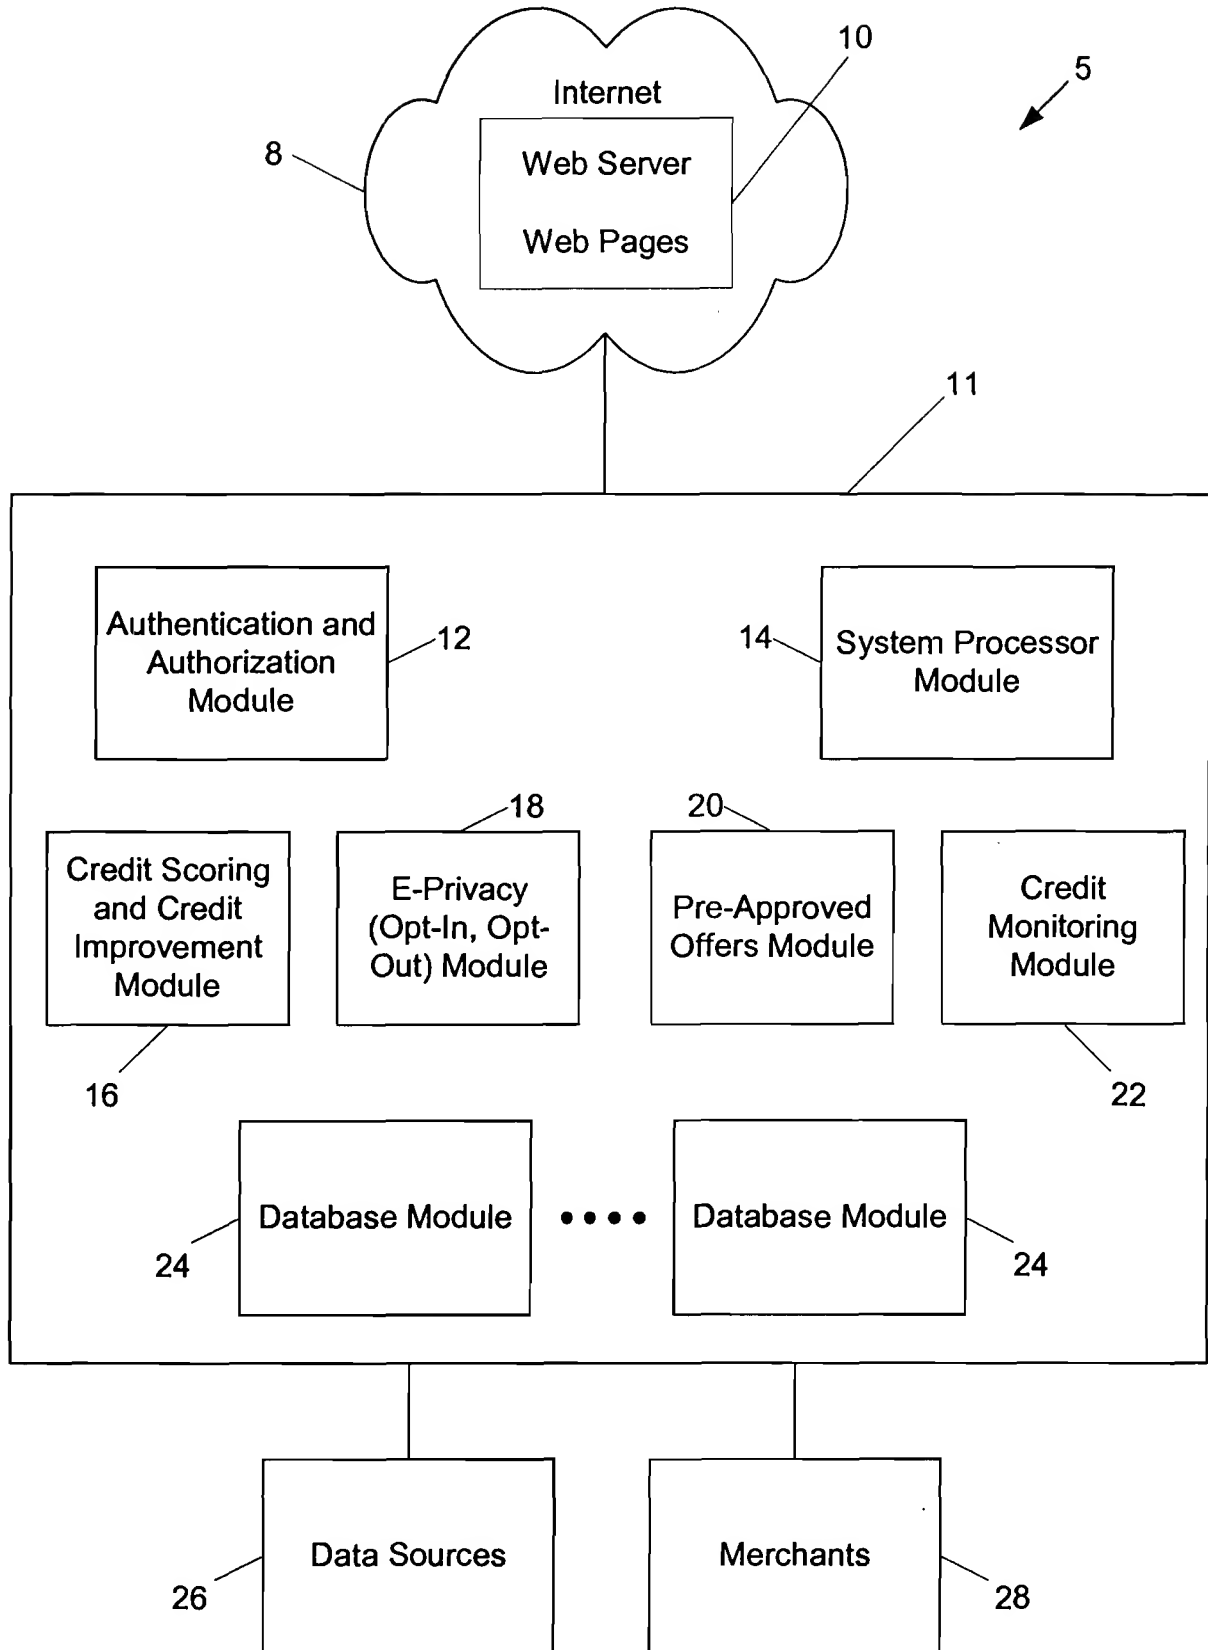 10
5
Internet
8
Web Server
Web Pages
11
Authentication and
Authorization
Module
12
14
System Processor
Module
18
20
Credit Scoring
and Credit
Improvement
Module
E-Privacy
(Opt-In, Opt-
Out) Module
Pre-Approved
Offers Module
Credit
Monitoring
Module
16
22
Database Module
Database Module
24
24
Data Sources
Merchants
26
28